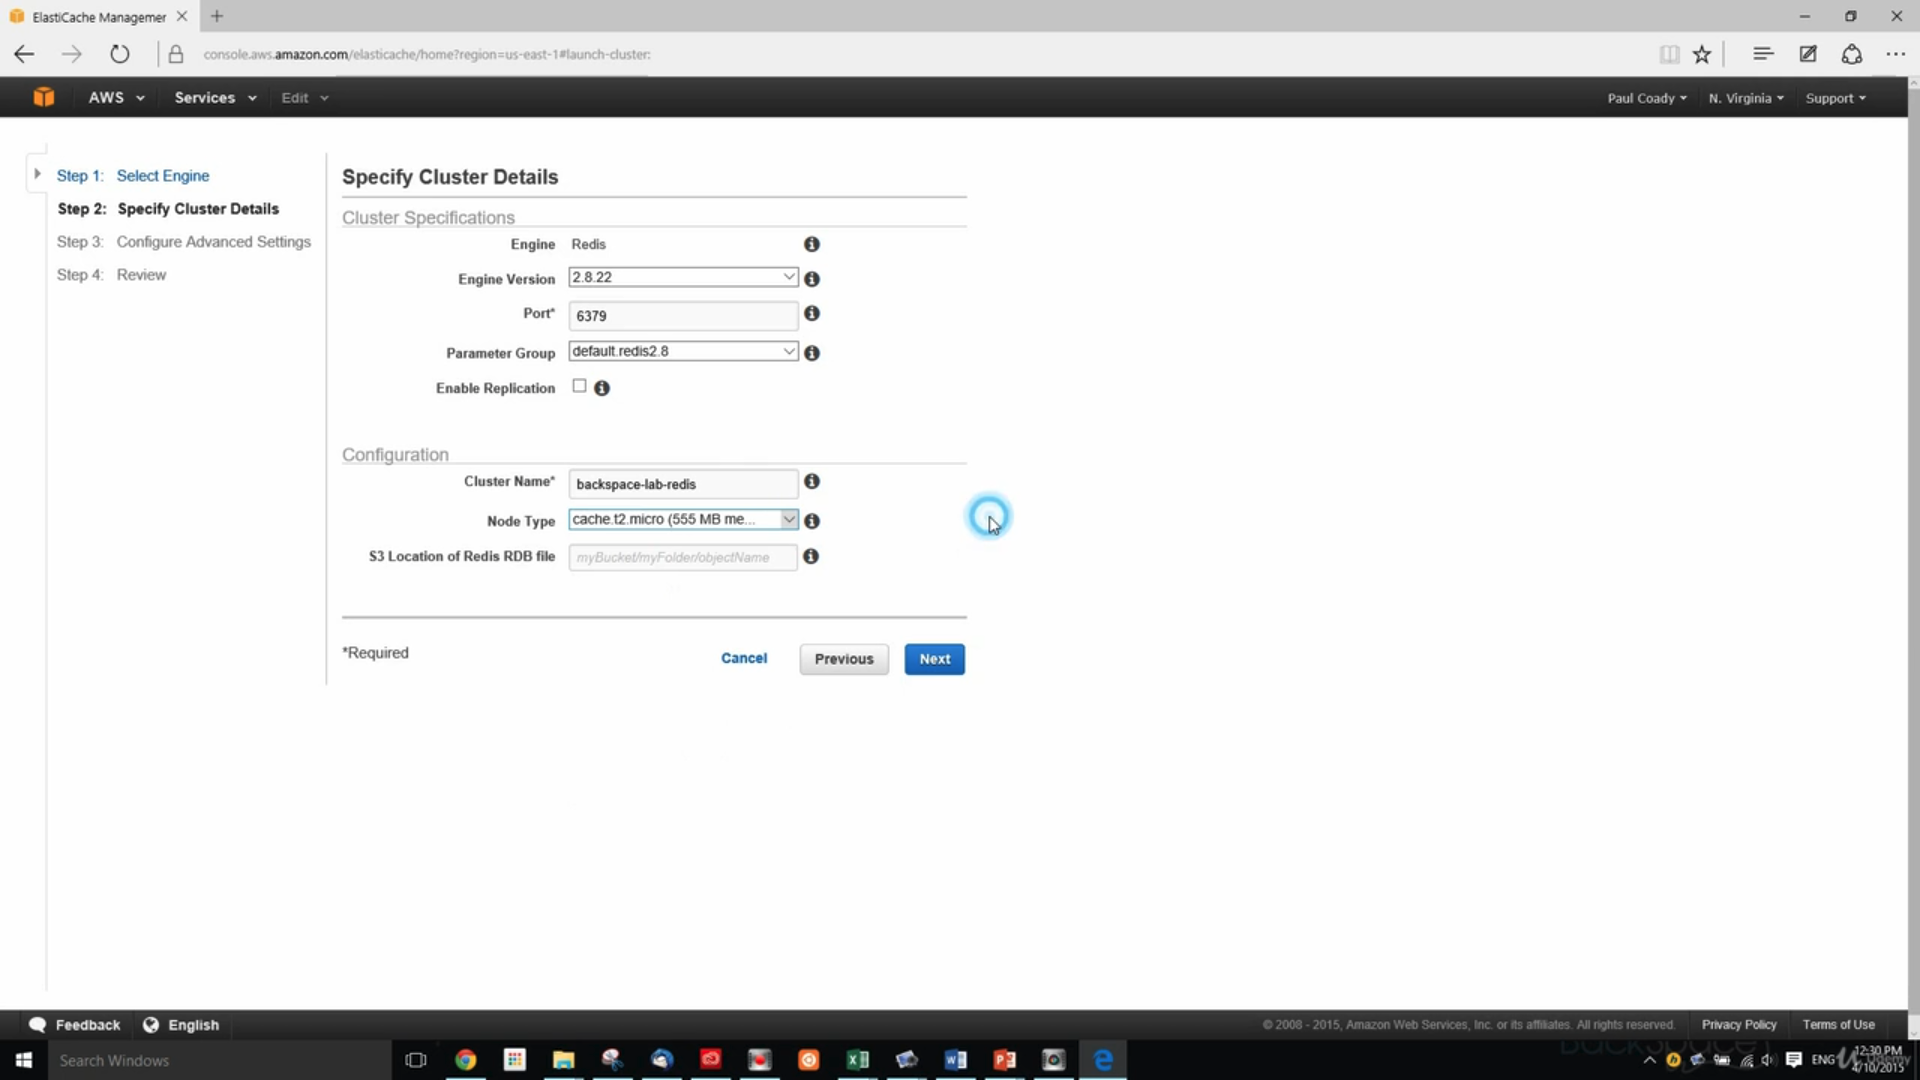 ElastiCache Managemer
console.aws.amazon.com/elasticache/home?region=us-east-1#launch-cluster:
AWS Services Edit Paul Coady N. Virginia Support
Step 1: Select Engine
Step 2: Specify Cluster Details
Step 3: Configure Advanced Settings
Step 4: Review
Specify Cluster Details
Cluster Specifications
Engine Redis
Engine Version 2.8.22
Port* 6379
Parameter Group default.redis2.8
Enable Replication
Configuration
Cluster Name* backspace-lab-redis
Node Type cache.t2.micro (555 MB me...
S3 Location of Redis RDB file myBucket/myFolder/objectName
*Required Cancel Previous Next
Feedback English © 2008 - 2015, Amazon Web Services, Inc. or its affiliates. All rights reserved. Privacy Policy Terms of Use
Search Windows
ENG 12:30 PM
4/10/2015
Udemy